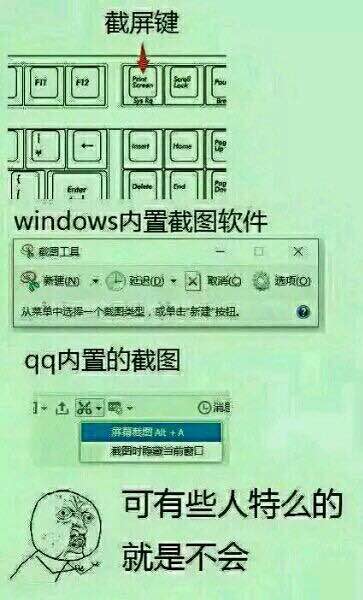 截屏键
F11 F12 Print Screen Sys Rq Scroll Lock Pau Bre
Insert Home Page Up
Enter Delete End Page Do
windows内置截图软件
截图工具
新建(N) 延迟(D) 取消(C) 选项(O)
从菜单中选择一个截图类型，或单击"新建"按钮。
qq内置的截图
消息
屏幕截图 Alt + A
截图时隐藏当前窗口
可有些人特么的
就是不会